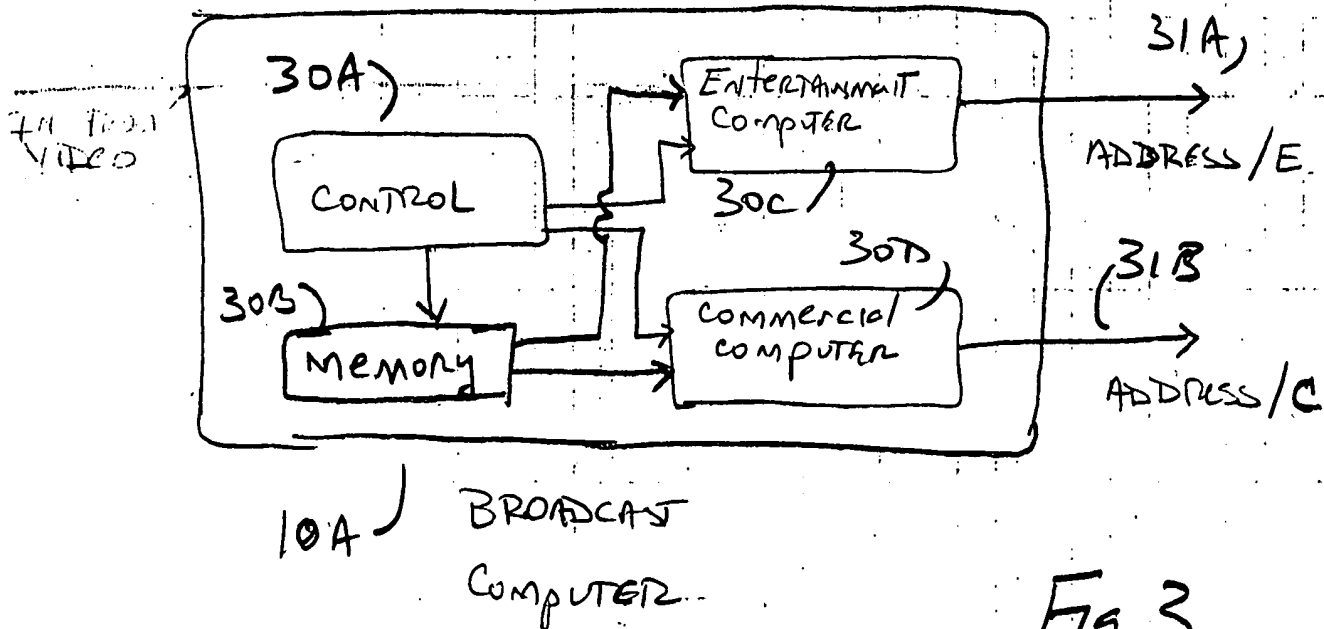 31A
30A
ENTERTAINMENT
COMPUTER
VIDEO
ADDRESS/E
CONTROL
30C
30D
31B
30B
COMMERCIAL
COMPUTER
MEMORY
ADDRESS/C
10A
BROADCAST
COMPUTER
Fig 3